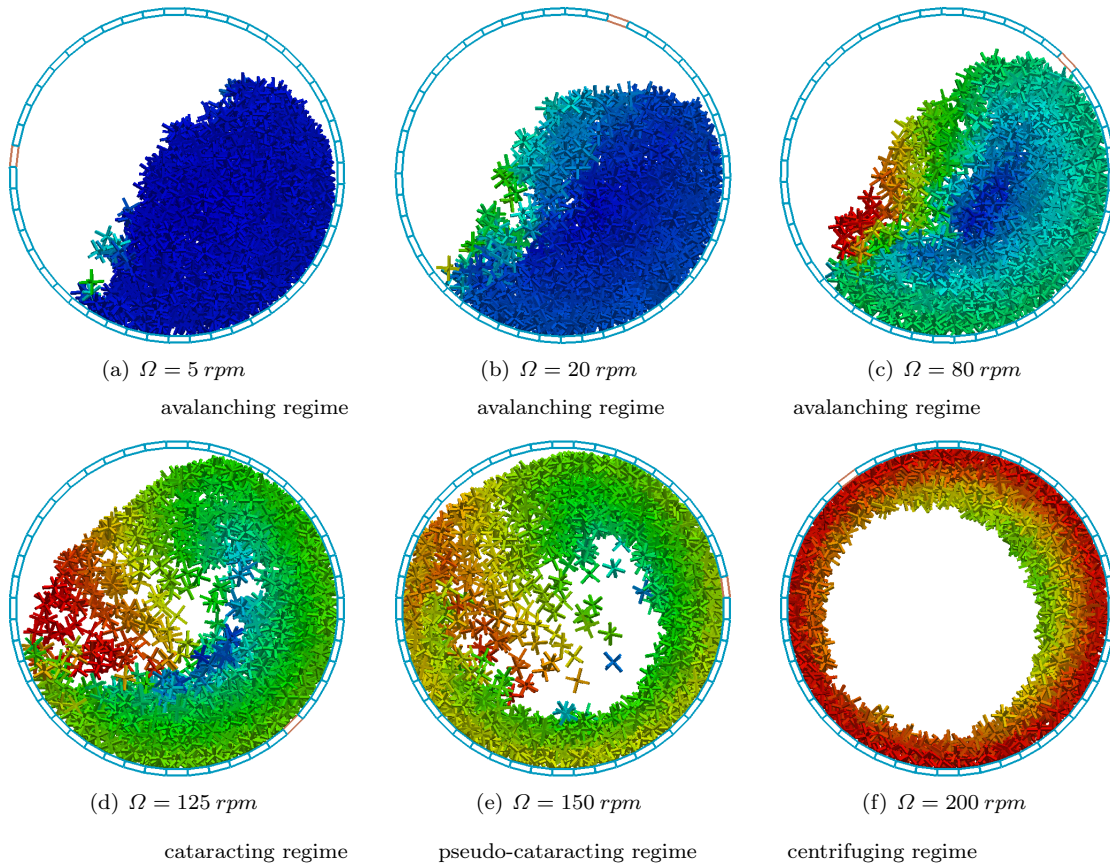 (a) Ω = 5 rpm
(b) Ω = 20 rpm
(c) Ω = 80 rpm
avalanching regime
avalanching regime
avalanching regime
(d) Ω = 125 rpm
(e) Ω = 150 rpm
(f) Ω = 200 rpm
cataracting regime
pseudo-cataracting regime
centrifuging regime